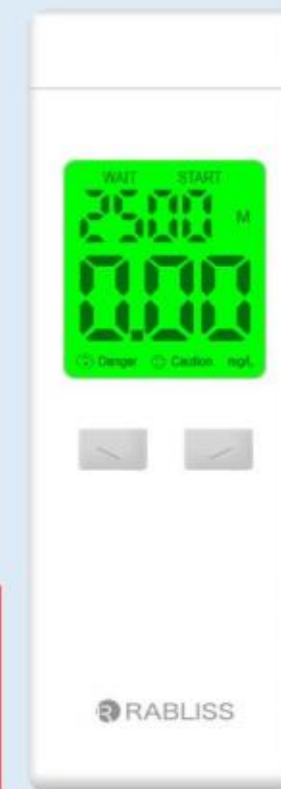 WAIT START
2500 M
0.00
Danger Caution mg/L
RABLISS